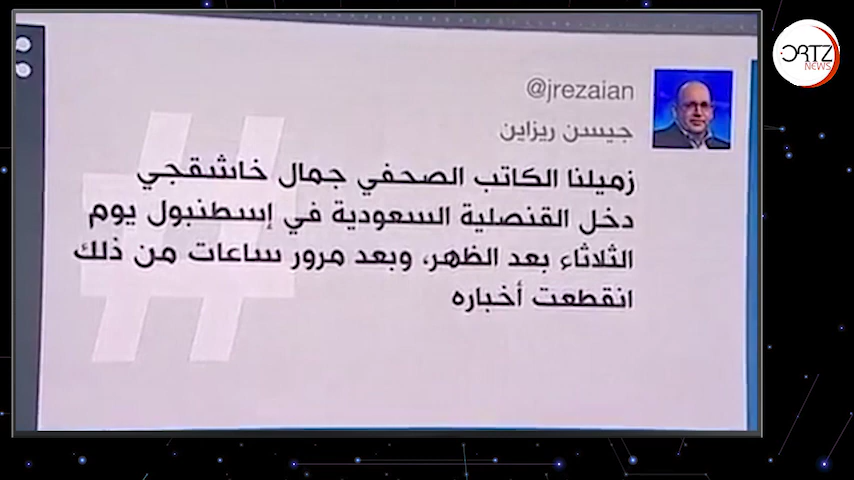 ORTZ
NEWS
@jrezaian
جيسن ريزاين
زميلنا الكاتب الصحفي جمال خاشقجي
دخل القنصلية السعودية في إسطنبول يوم
الثلاثاء بعد الظهر، وبعد مرور ساعات من ذلك
انقطعت أخباره
#